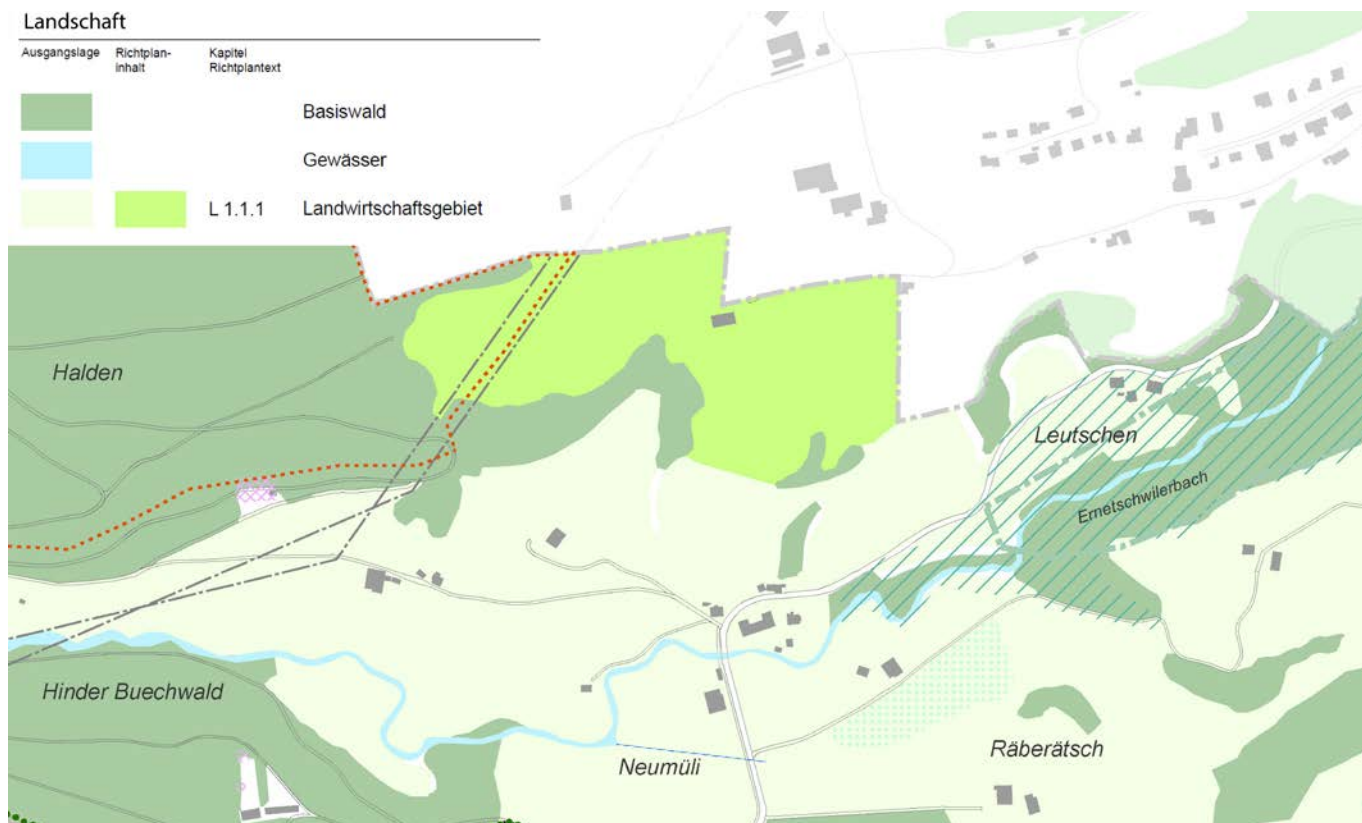 Landschaft
Ausgangslage Richtplan-inhalt Kapitel Richtplantext
Basiswald
Gewässer
L 1.1.1 Landwirtschaftsgebiet
Halden
Leutschen
Ernetschwilerbach
Hinder Buechwald
Räberätsch
Neumüli